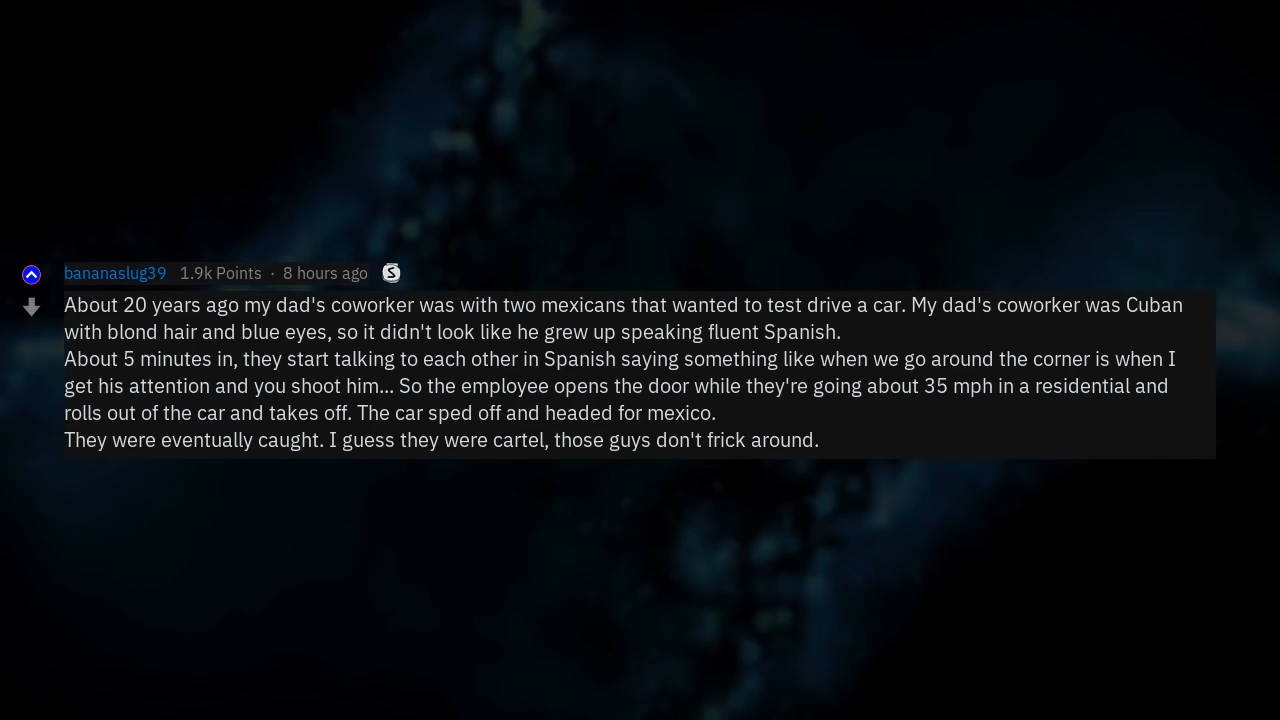 bananaslug39 1.9k Points · 8 hours ago S
About 20 years ago my dad's coworker was with two mexicans that wanted to test drive a car. My dad's coworker was Cuban
with blond hair and blue eyes, so it didn't look like he grew up speaking fluent Spanish.
About 5 minutes in, they start talking to each other in Spanish saying something like when we go around the corner is when I
get his attention and you shoot him... So the employee opens the door while they're going about 35 mph in a residential and
rolls out of the car and takes off. The car sped off and headed for mexico.
They were eventually caught. I guess they were cartel, those guys don't frick around.